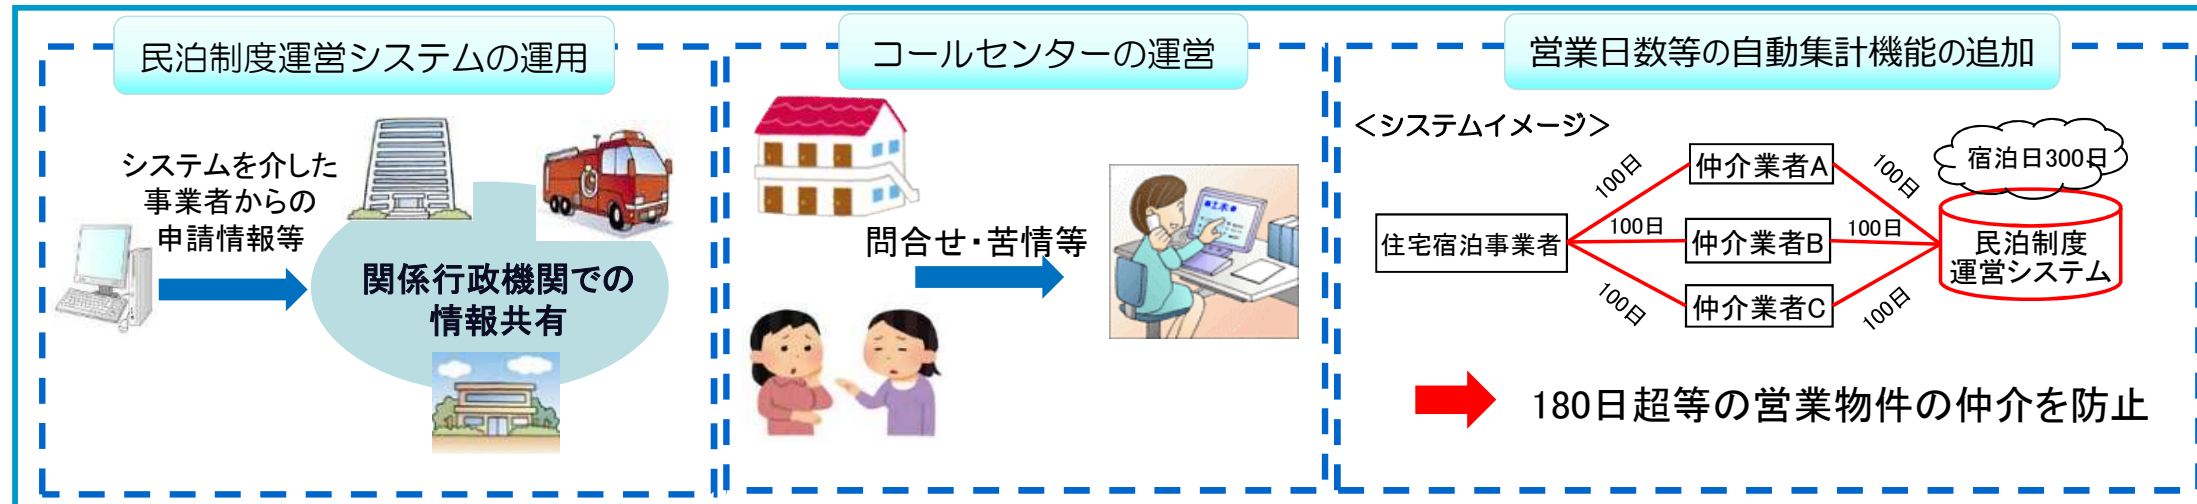 民泊制度運営システムの運用
システムを介した
事業者からの
申請情報等
関係行政機関での
情報共有
コールセンターの運営
問合せ・苦情等
営業日数等の自動集計機能の追加
<システムイメージ>
住宅宿泊事業者
100日
100日
100日
仲介業者A
仲介業者B
仲介業者C
100日
100日
100日
宿泊日300日
民泊制度
運営システム
180日超等の営業物件の仲介を防止